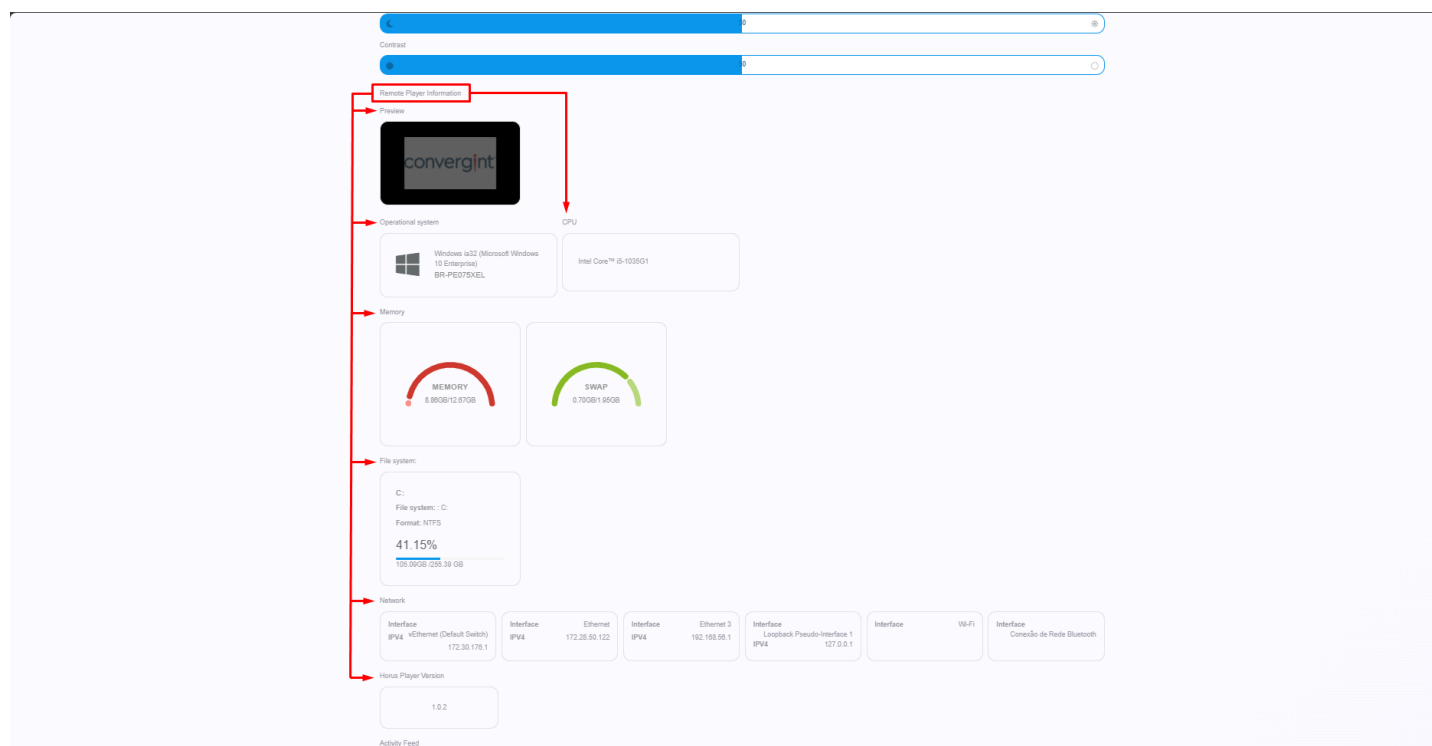 Contrast
Remote Player Information
Preview
convergint
Operational system
CPU
Windows ia32 (Microsoft Windows
10 Enterprise)
BR-PE075XEL
Intel Core™ i5-1035G1
Memory
MEMORY
8.86GB/12.67GB
SWAP
0.70GB/1.95GB
File system:
C:
File system: : C:
Format: NTFS
41.15%
105.09GB /255.39 GB
Network
Interface
vEthernet (Default Switch)
IPV4
172.30.176.1
Interface Ethernet
IPV4 172.28.50.122
Interface Ethernet 3
IPV4 192.168.56.1
Interface
Loopback Pseudo-Interface 1
IPV4 127.0.0.1
Interface Wi-Fi
Interface
Conexão de Rede Bluetooth
Horus Player Version
1.0.2
Activity Feed